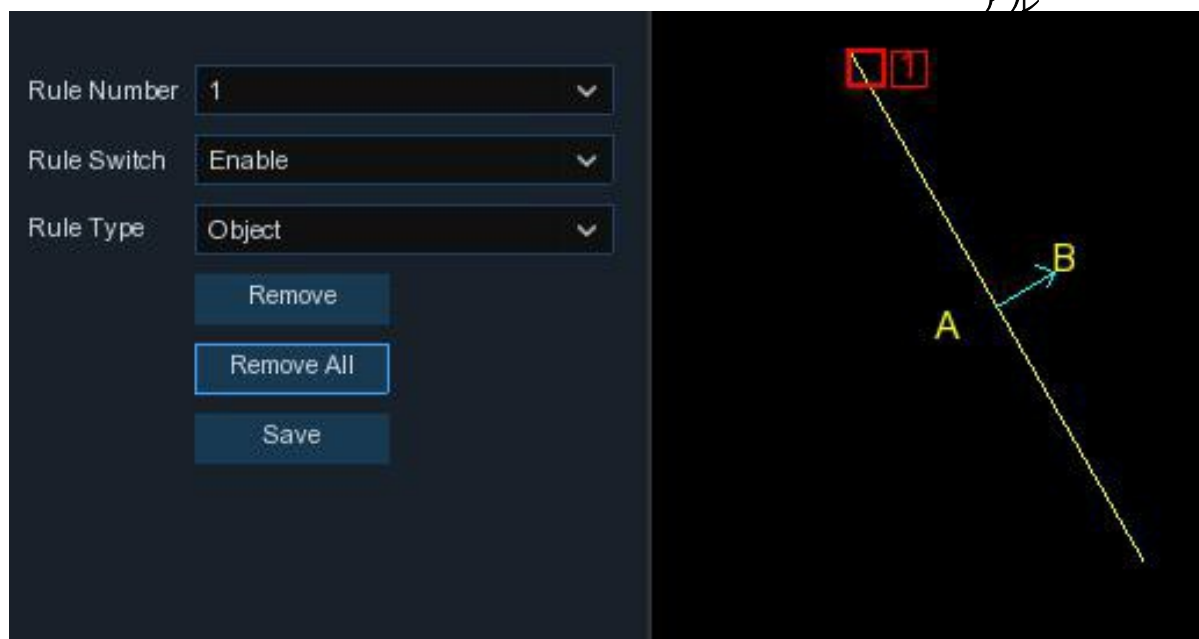 Rule Number 1
Rule Switch Enable
Rule Type Object
Remove
Remove All
Save
1
B
A